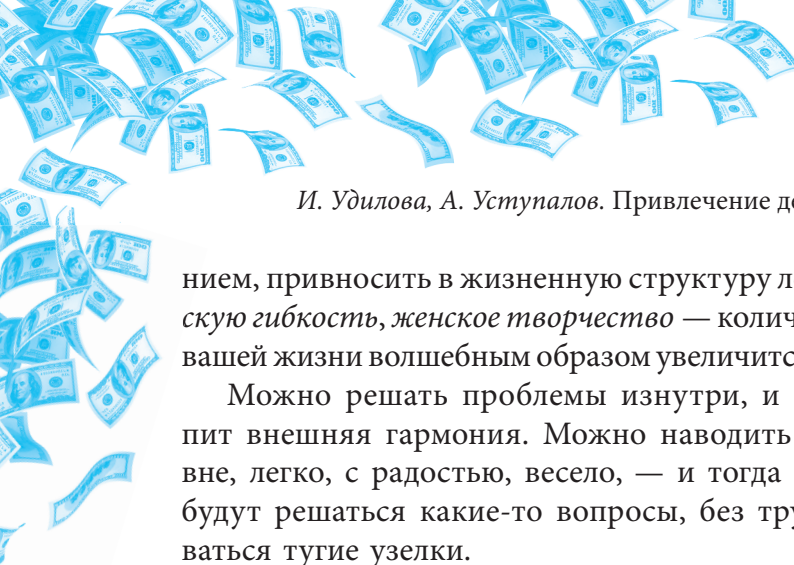 И. Удилова, А. Уступалов. Привлечение де
нием, привносить в жизненную структуру л
скую гибкость, женское творчество — колич
вашей жизни волшебным образом увеличитс
Можно решать проблемы изнутри, и
пит внешняя гармония. Можно наводить
вне, легко, с радостью, весело, — и тогда
будут решаться какие-то вопросы, без тру
ваться тугие узелки.